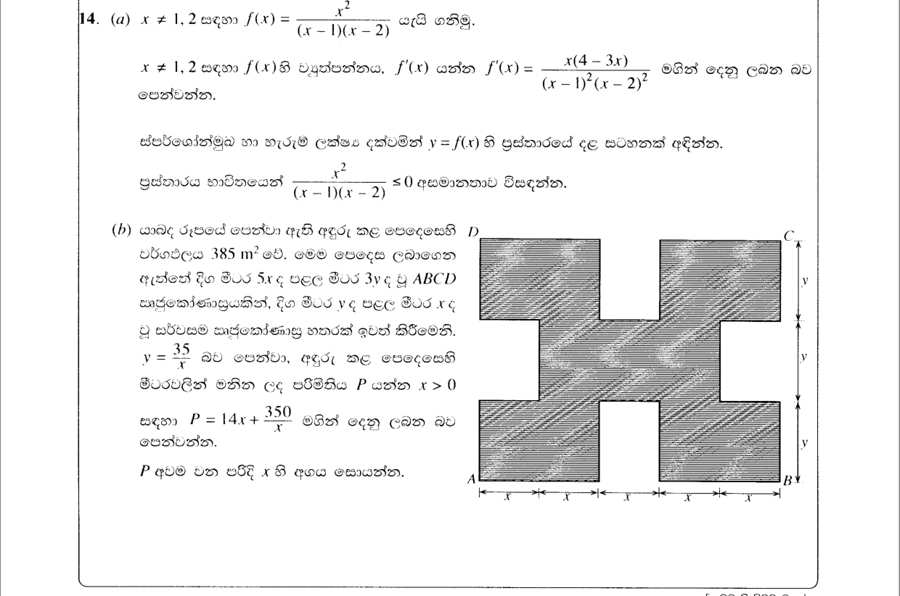 14. (a) x ≠ 1, 2 සඳහා f(x) = x²/((x − 1)(x − 2)) යැයි ගනිමු.
x ≠ 1, 2 සඳහා f(x) හි ව්‍යුත්පන්නය, f′(x) යන්න f′(x) = x(4 − 3x)/((x − 1)²(x − 2)²) මගින් දෙනු ලබන බව
පෙන්වන්න.
ස්පර්ශෝන්මුඛ හා හැරුම් ලක්ෂ්‍ය දක්වමින් y = f(x) හි ප්‍රස්තාරයේ දළ සටහනක් අඳින්න.
ප්‍රස්තාරය භාවිතයෙන් x²/((x − 1)(x − 2)) ≤ 0 අසමානතාව විසඳන්න.
(b) යාබද රූපයේ පෙන්වා ඇති අඳුරු කළ පෙදෙසෙහි
වර්ගඵලය 385 m² වේ. මෙම පෙදෙස ලබාගෙන
ඇත්තේ දිග මීටර 5x ද පළල මීටර 3y ද වූ ABCD
ඍජුකෝණාස්‍රයකින්, දිග මීටර y ද පළල මීටර x ද
වූ සර්වසම ඍජුකෝණාස්‍ර හතරක් ඉවත් කිරීමෙනි.
y = 35/x බව පෙන්වා, අඳුරු කළ පෙදෙසෙහි
මීටරවලින් මනින ලද පරිමිතිය P යන්න x > 0
සඳහා P = 14x + 350/x මගින් දෙනු ලබන බව
පෙන්වන්න.
P අවම වන පරිදි x හි අගය සොයන්න.
D C
y
y
y
A B
x x x x x